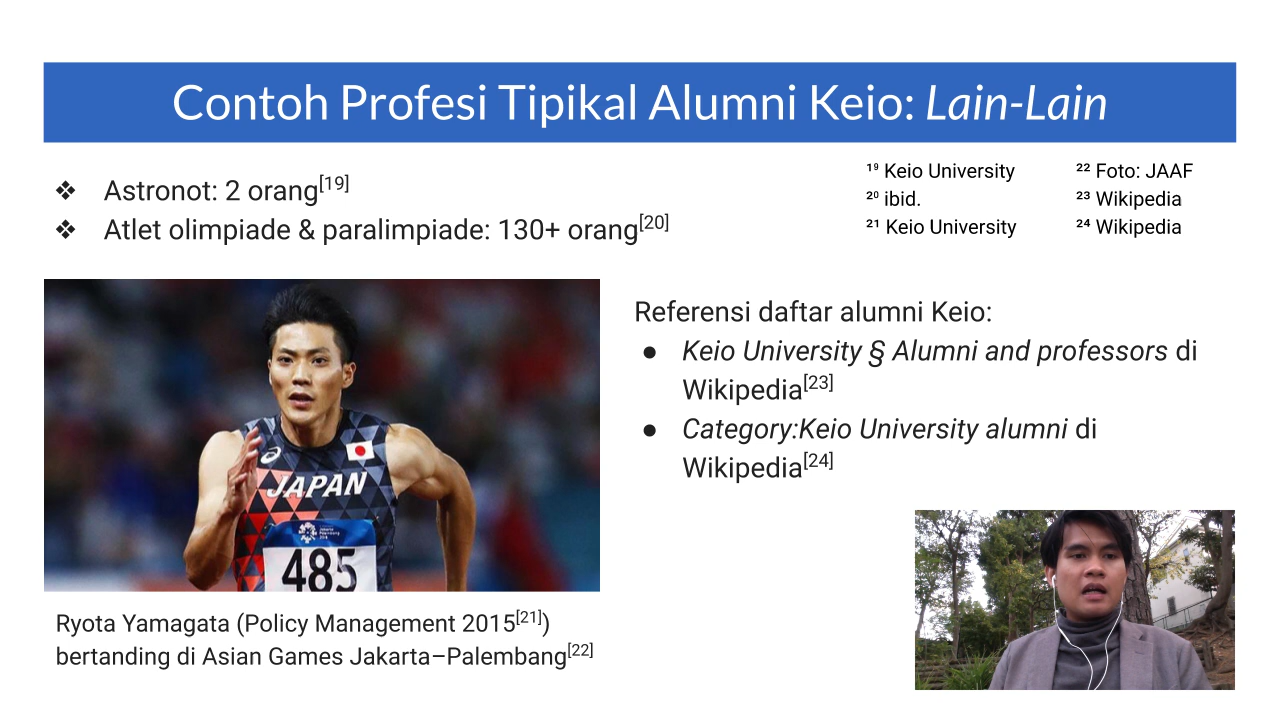 Contoh Profesi Tipikal Alumni Keio: Lain-Lain
❖ Astronot: 2 orang[19]
❖ Atlet olimpiade & paralimpiade: 130+ orang[20]
¹⁹ Keio University
²⁰ ibid.
²¹ Keio University
²² Foto: JAAF
²³ Wikipedia
²⁴ Wikipedia
JAPAN
485
Ryota Yamagata (Policy Management 2015[21])
bertanding di Asian Games Jakarta–Palembang[22]
Referensi daftar alumni Keio:
● Keio University § Alumni and professors di
Wikipedia[23]
● Category:Keio University alumni di
Wikipedia[24]